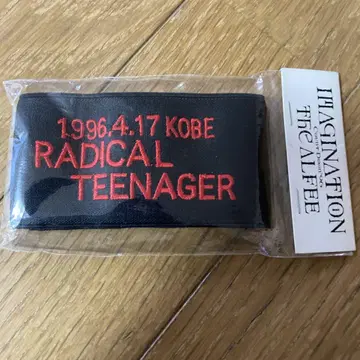 1996.4.17 KOBE
RADICAL
TEENAGER
IMAGINATION
THE ALFEE